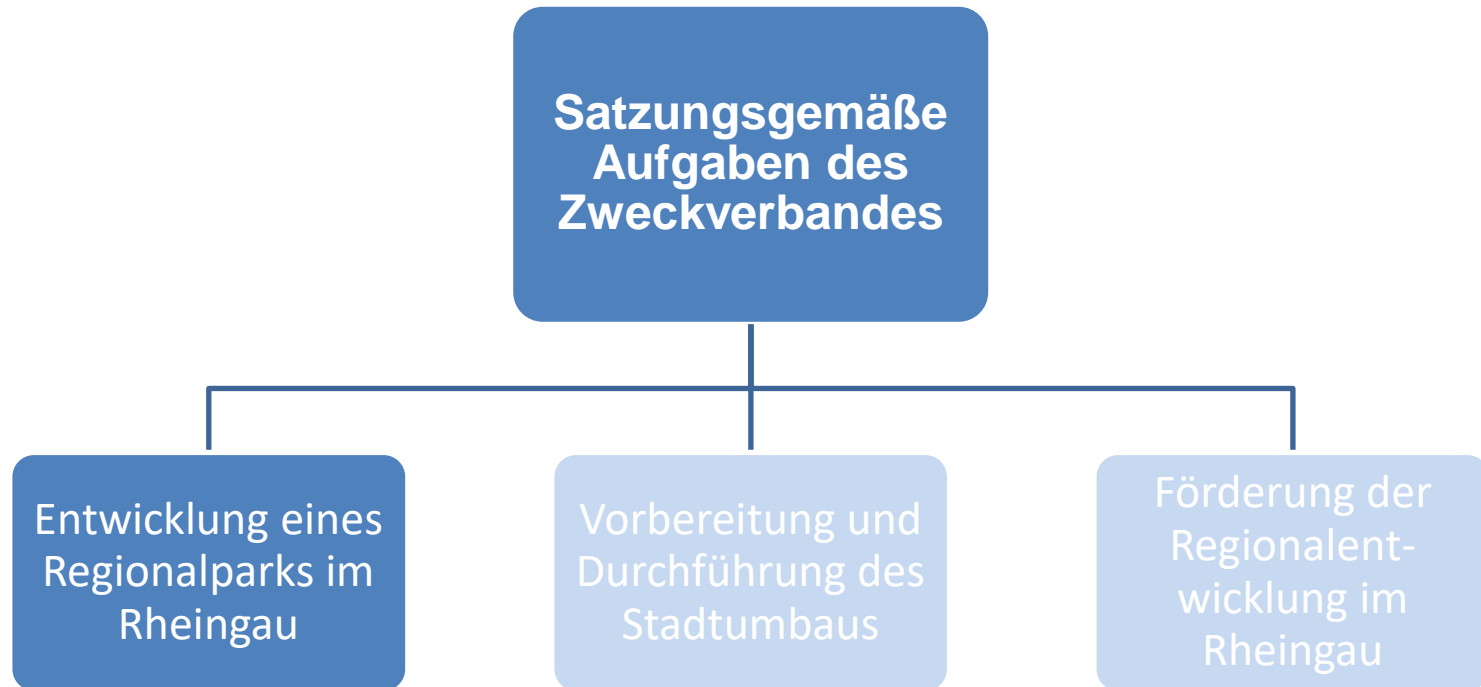 Satzungsgemäße
Aufgaben des
Zweckverbandes
Entwicklung eines
Regionalparks im
Rheingau
Vorbereitung und
Durchführung des
Stadtumbaus
Förderung der
Regionalent-
wicklung im
Rheingau